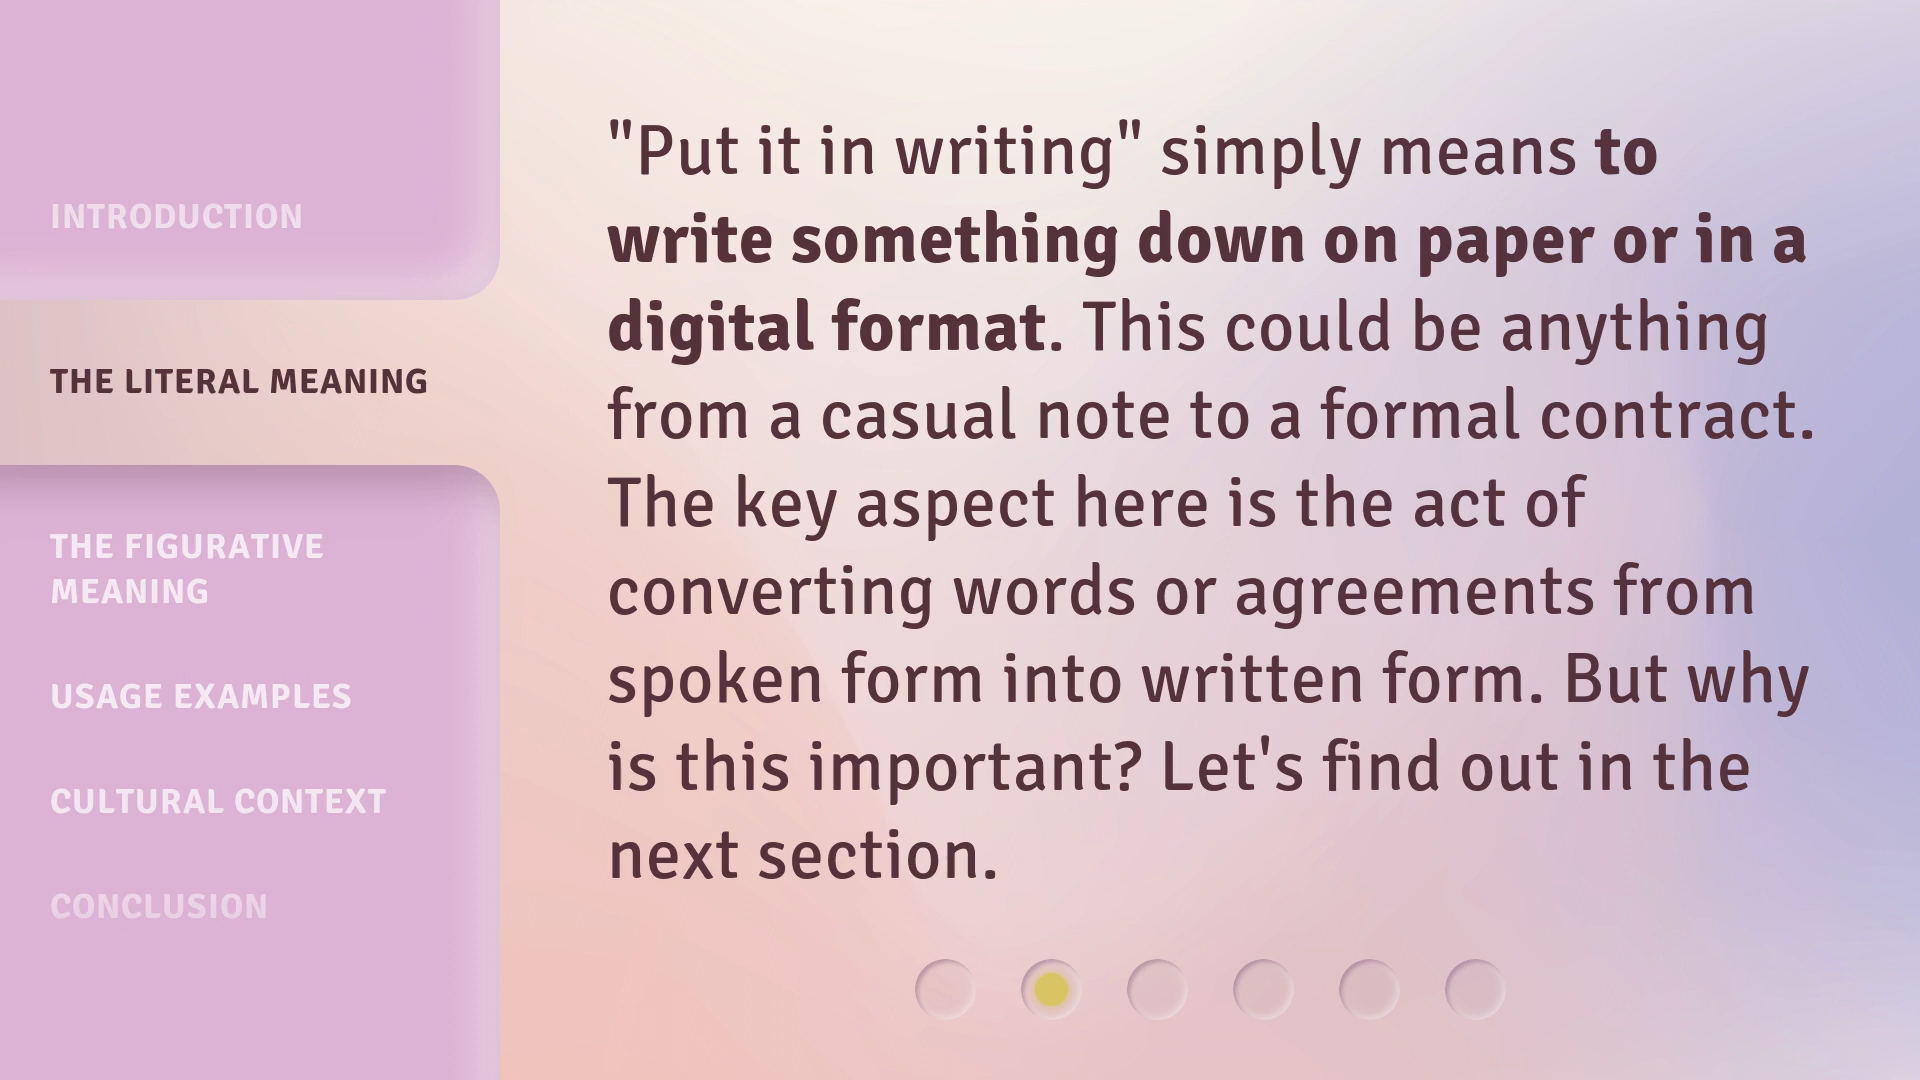 INTRODUCTION
THE LITERAL MEANING
THE FIGURATIVE
MEANING
USAGE EXAMPLES
CULTURAL CONTEXT
CONCLUSION
"Put it in writing" simply means to
write something down on paper or in a
digital format. This could be anything
from a casual note to a formal contract.
The key aspect here is the act of
converting words or agreements from
spoken form into written form. But why
is this important? Let's find out in the
next section.